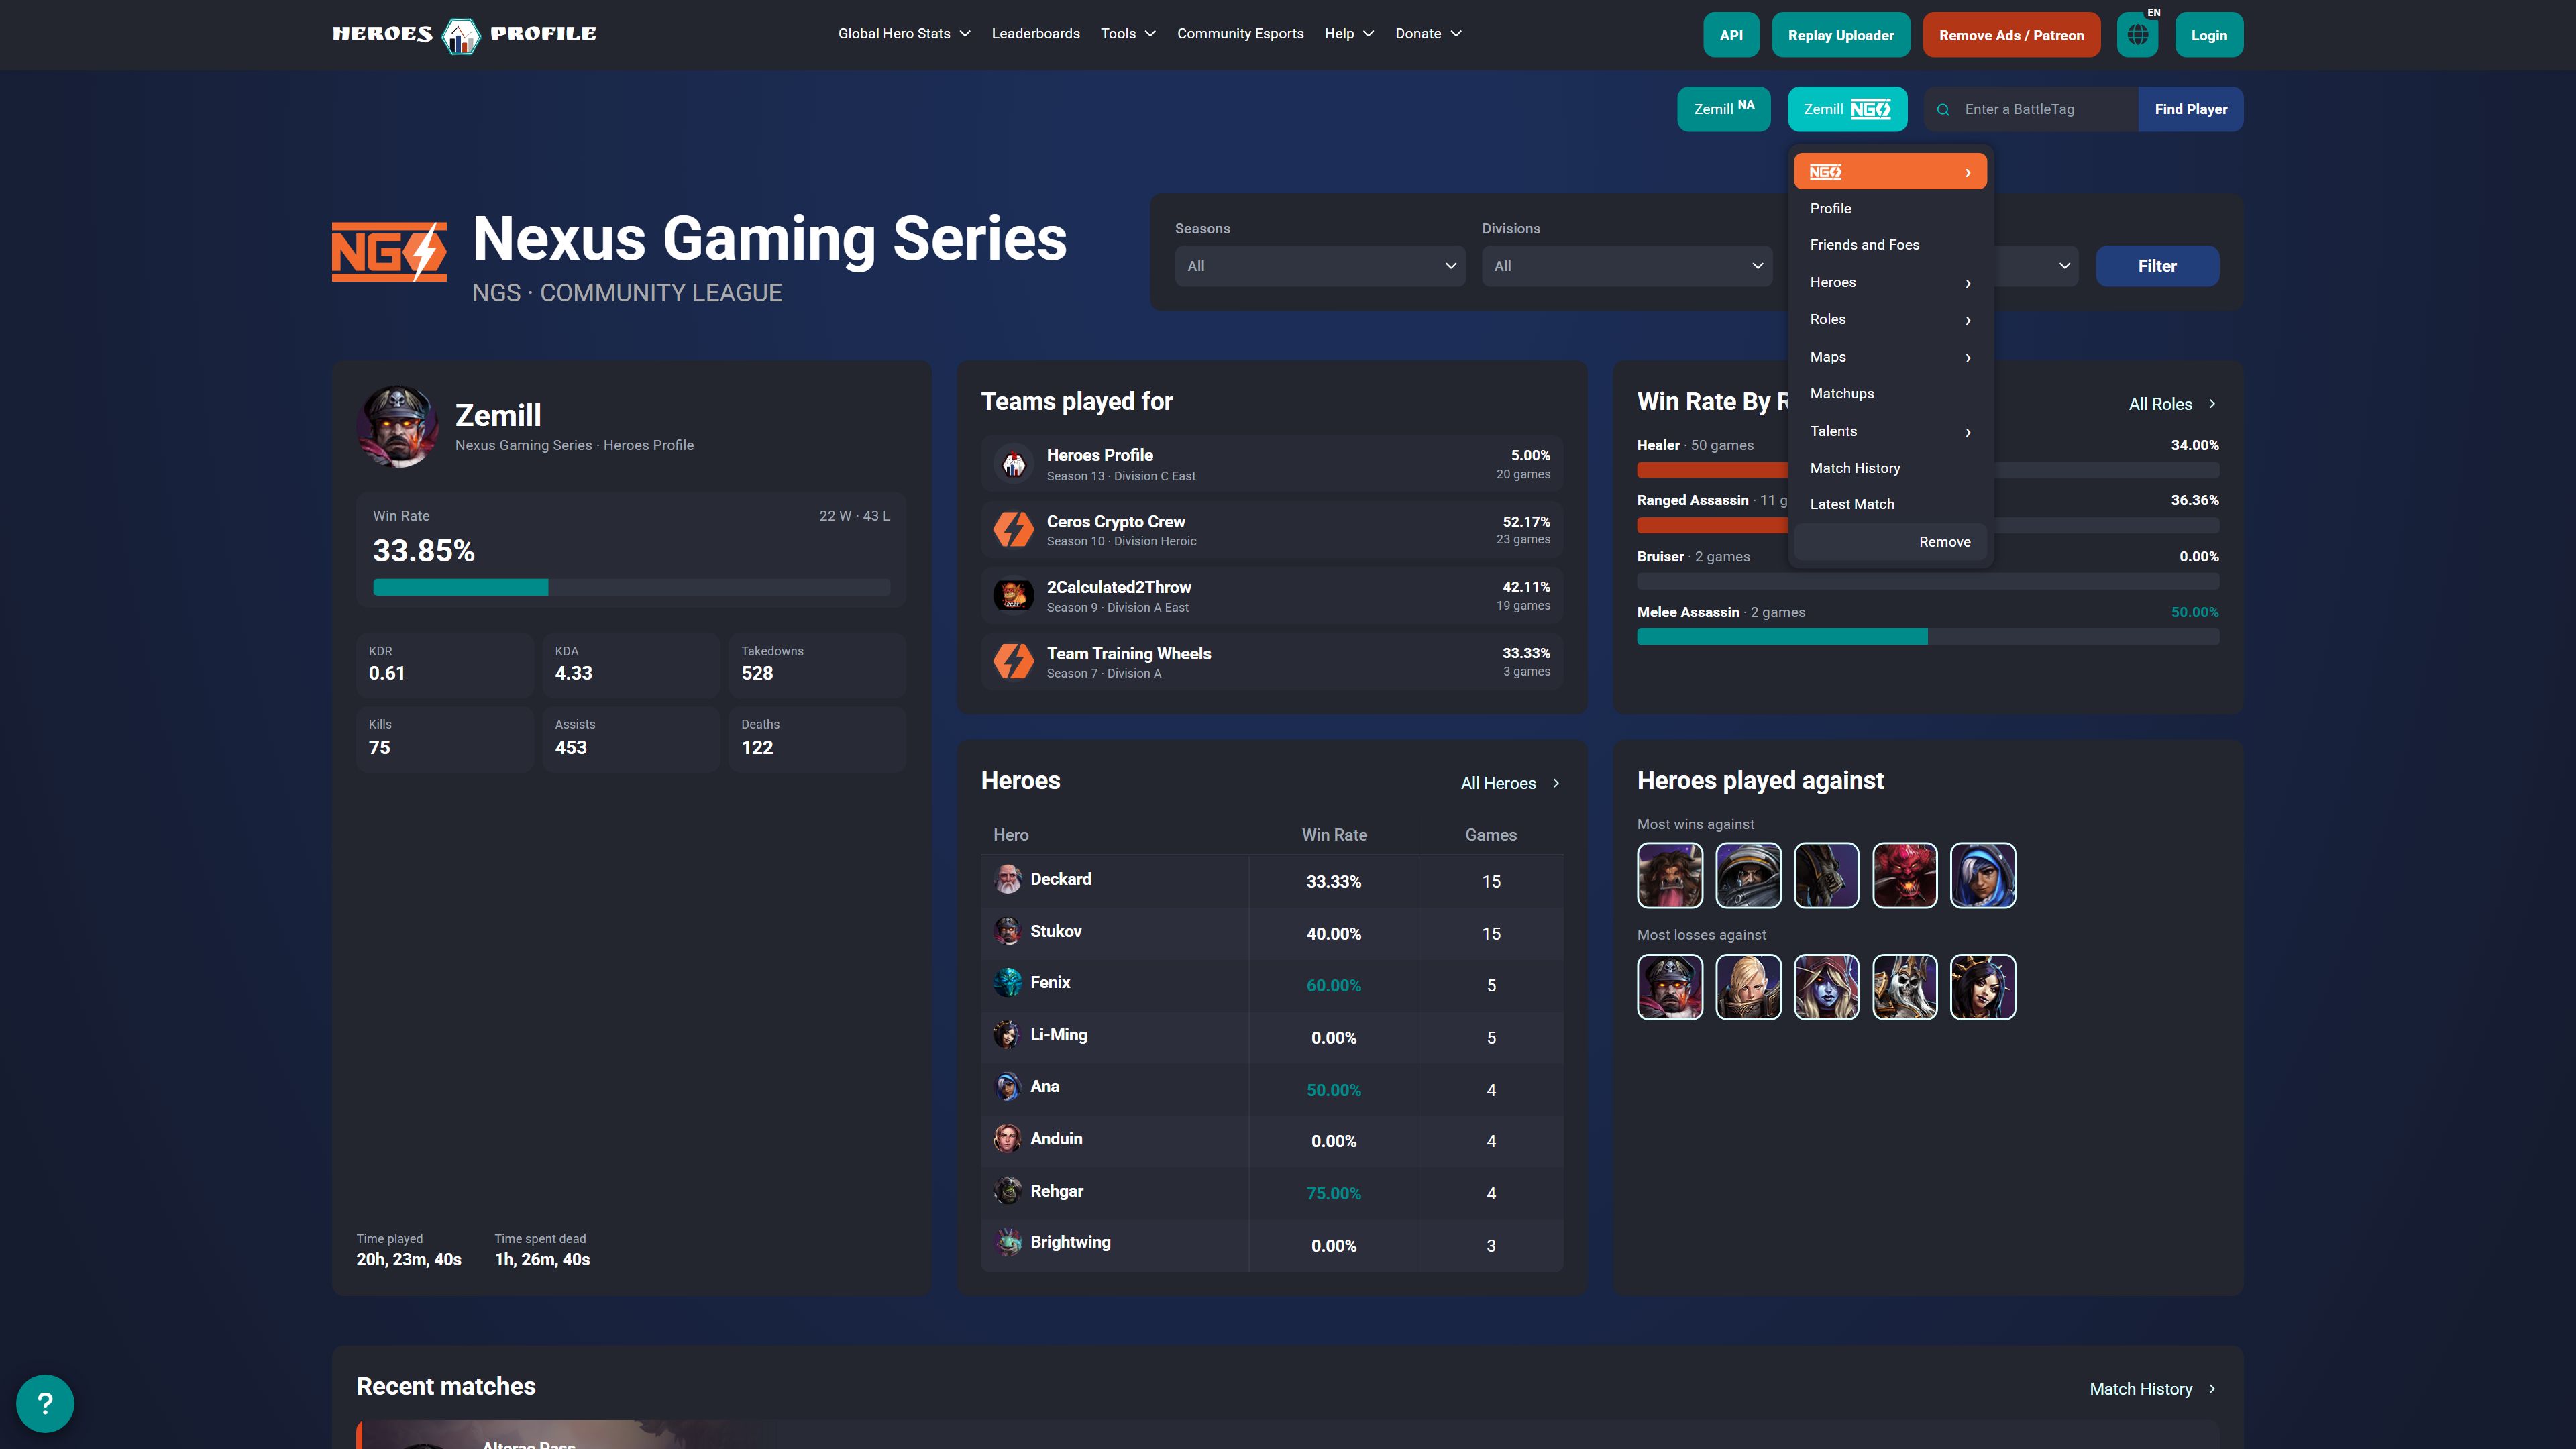 HEROES PROFILE
Global Hero Stats
Leaderboards
Tools
Community Esports
Help
Donate
API
Replay Uploader
Remove Ads / Patreon
EN
Login
Zemill NA
Zemill NGS
Enter a BattleTag
Find Player
NGS
Profile
Friends and Foes
Heroes
Roles
Maps
Matchups
Talents
Match History
Latest Match
Remove
NGS
Nexus Gaming Series
NGS · COMMUNITY LEAGUE
Seasons
All
Divisions
All
Filter
Zemill
Nexus Gaming Series · Heroes Profile
Win Rate
22 W · 43 L
33.85%
KDR
0.61
KDA
4.33
Takedowns
528
Kills
75
Assists
453
Deaths
122
Time played
20h, 23m, 40s
Time spent dead
1h, 26m, 40s
Teams played for
Heroes Profile
Season 13 · Division C East
5.00%
20 games
Ceros Crypto Crew
Season 10 · Division Heroic
52.17%
23 games
2Calculated2Throw
Season 9 · Division A East
42.11%
19 games
Team Training Wheels
Season 7 · Division A
33.33%
3 games
Win Rate By R
All Roles
Healer · 50 games
34.00%
Ranged Assassin · 11 g
36.36%
Bruiser · 2 games
0.00%
Melee Assassin · 2 games
50.00%
Heroes
All Heroes
Hero Win Rate Games
Deckard 33.33% 15
Stukov 40.00% 15
Fenix 60.00% 5
Li-Ming 0.00% 5
Ana 50.00% 4
Anduin 0.00% 4
Rehgar 75.00% 4
Brightwing 0.00% 3
Heroes played against
Most wins against
Most losses against
Recent matches
Match History
Alterac Pass
?